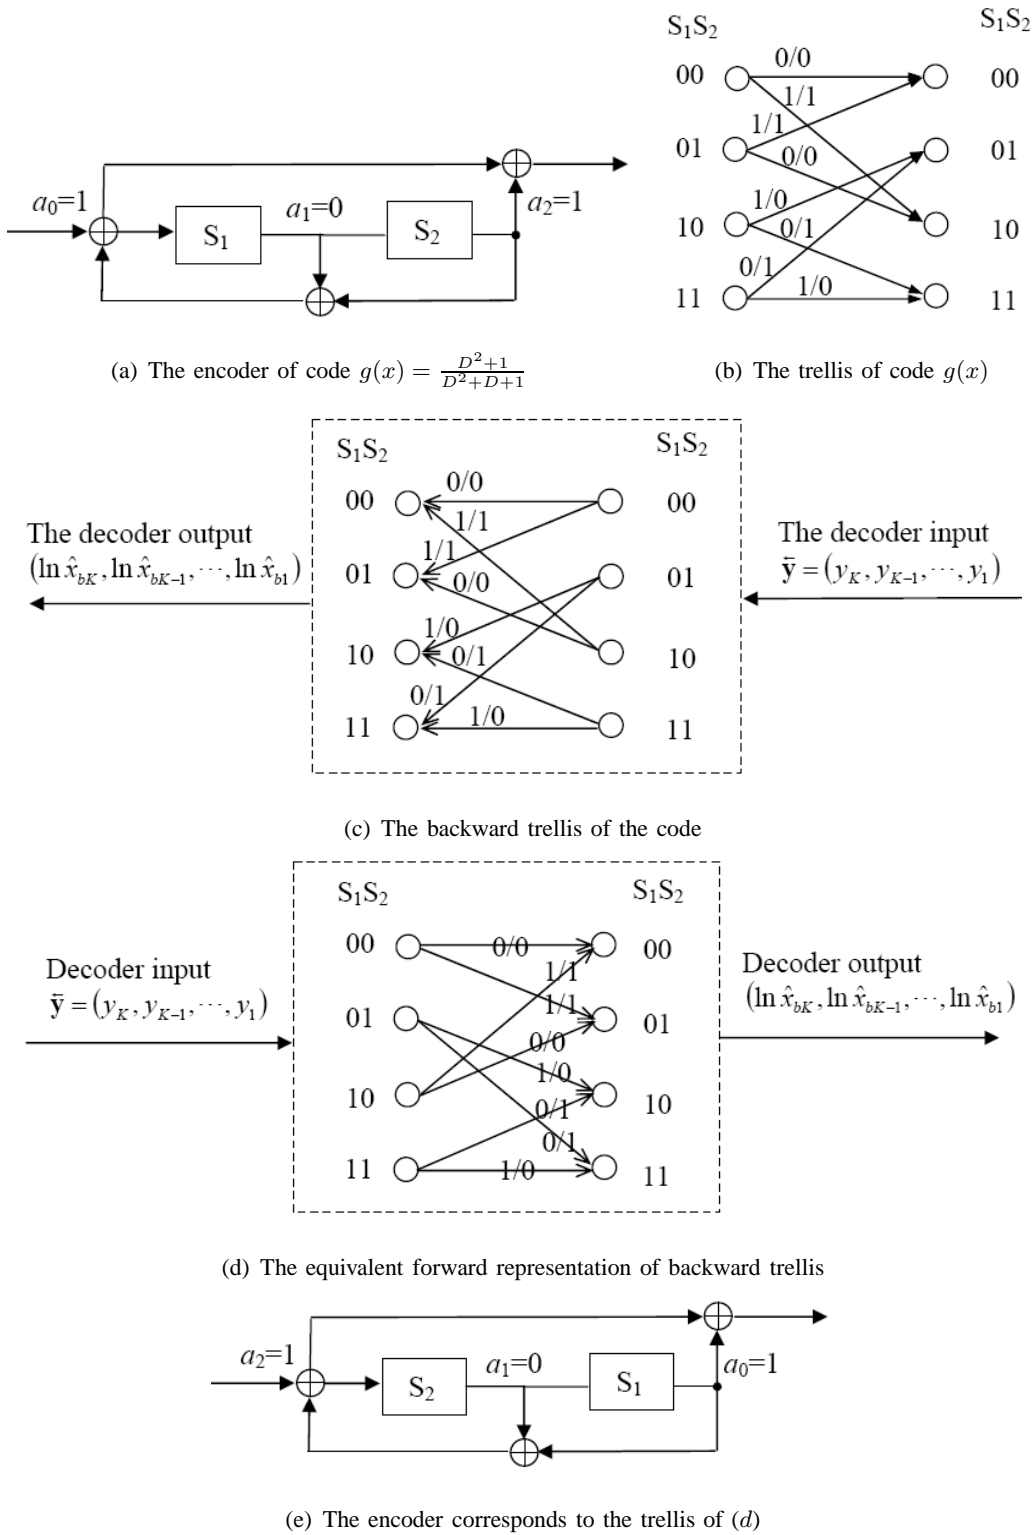 a₀=1
S₁
a₁=0
S₂
a₂=1
(a) The encoder of code g(x) = \frac{D²+1}{D²+D+1}
S₁S₂
S₁S₂
00
0/0
00
1/1
1/1
01
0/0
01
1/0
10
0/1
10
0/1
11
1/0
11
(b) The trellis of code g(x)
The decoder output
(ln x̂_{bK}, ln x̂_{bK−1}, ⋯, ln x̂_{b1})
S₁S₂
S₁S₂
00
0/0
00
1/1
1/1
01
0/0
01
1/0
10
0/1
10
0/1
11
1/0
11
The decoder input
ȳ = (y_K, y_{K−1}, ⋯, y₁)
(c) The backward trellis of the code
Decoder input
ȳ = (y_K, y_{K−1}, ⋯, y₁)
S₁S₂
S₁S₂
00
0/0
00
1/1
01
1/1
01
0/0
1/0
10
0/1
10
0/1
11
1/0
11
Decoder output
(ln x̂_{bK}, ln x̂_{bK−1}, ⋯, ln x̂_{b1})
(d) The equivalent forward representation of backward trellis
a₂=1
S₂
a₁=0
S₁
a₀=1
(e) The encoder corresponds to the trellis of (d)